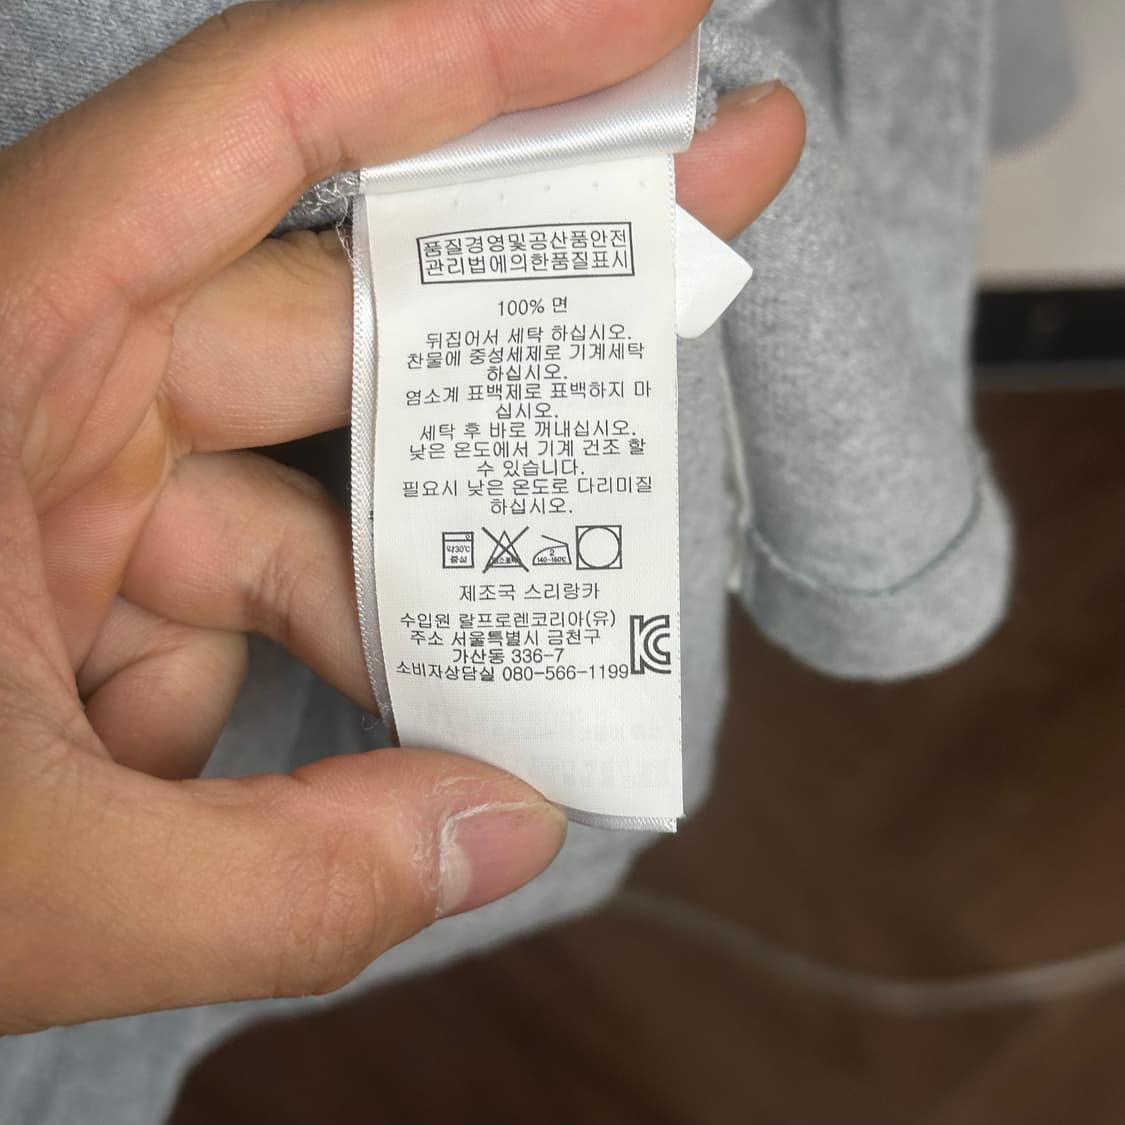 품질경영및공산품안전
관리법에의한품질표시
100% 면
뒤집어서 세탁 하십시오.
찬물에 중성세제로 기계세탁
하십시오.
염소계 표백제로 표백하지 마
십시오.
세탁 후 바로 꺼내십시오.
낮은 온도에서 기계 건조 할
수 있습니다.
필요시 낮은 온도로 다리미질
하십시오.
약30℃
중성
2
140-160℃
제조국 스리랑카
수입원 랄프로렌코리아(유)
주소 서울특별시 금천구
가산동 336-7
소비자상담실 080-566-1199
KC